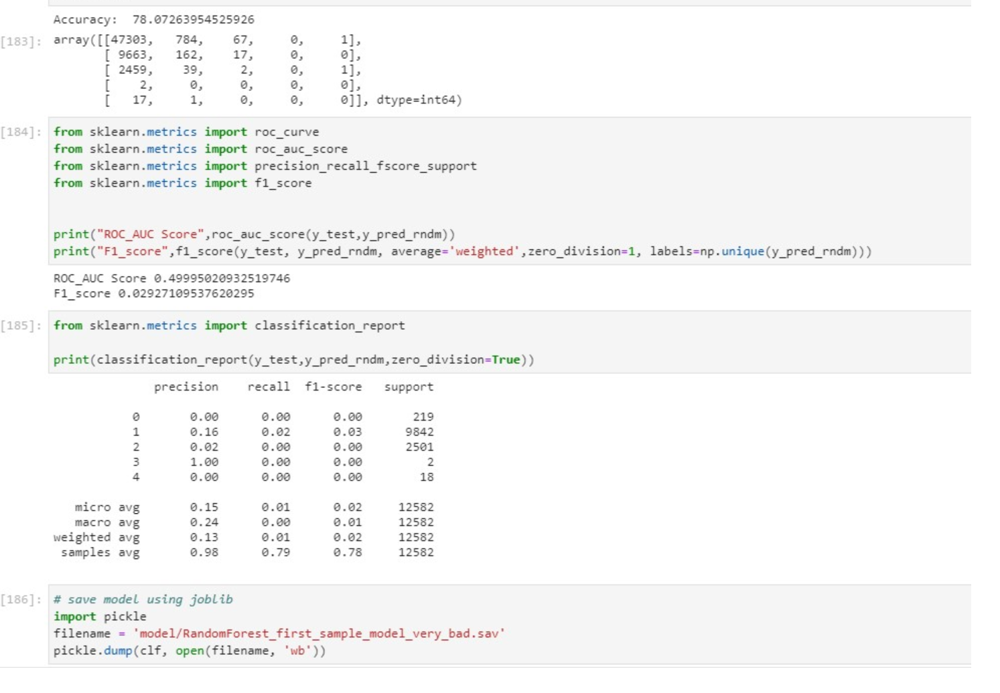 Accuracy:  78.07263954525926
[183]: array([[47303,   784,    67,     0,     1],
       [ 9663,   162,    17,     0,     0],
       [ 2459,    39,     2,     0,     1],
       [    2,     0,     0,     0,     0],
       [   17,     1,     0,     0,     0]], dtype=int64)
[184]: from sklearn.metrics import roc_curve
from sklearn.metrics import roc_auc_score
from sklearn.metrics import precision_recall_fscore_support
from sklearn.metrics import f1_score
print("ROC_AUC Score",roc_auc_score(y_test,y_pred_rndm))
print("F1_score",f1_score(y_test, y_pred_rndm, average='weighted',zero_division=1, labels=np.unique(y_pred_rndm)))
ROC_AUC Score 0.49995020932519746
F1_score 0.02927109537620295
[185]: from sklearn.metrics import classification_report
print(classification_report(y_test,y_pred_rndm,zero_division=True))
precision    recall  f1-score   support
0       0.00      0.00      0.00       219
1       0.16      0.02      0.03      9842
2       0.02      0.00      0.00      2501
3       1.00      0.00      0.00         2
4       0.00      0.00      0.00        18
micro avg       0.15      0.01      0.02     12582
macro avg       0.24      0.00      0.01     12582
weighted avg       0.13      0.01      0.02     12582
samples avg       0.98      0.79      0.78     12582
[186]: # save model using joblib
import pickle
filename = 'model/RandomForest_first_sample_model_very_bad.sav'
pickle.dump(clf, open(filename, 'wb'))